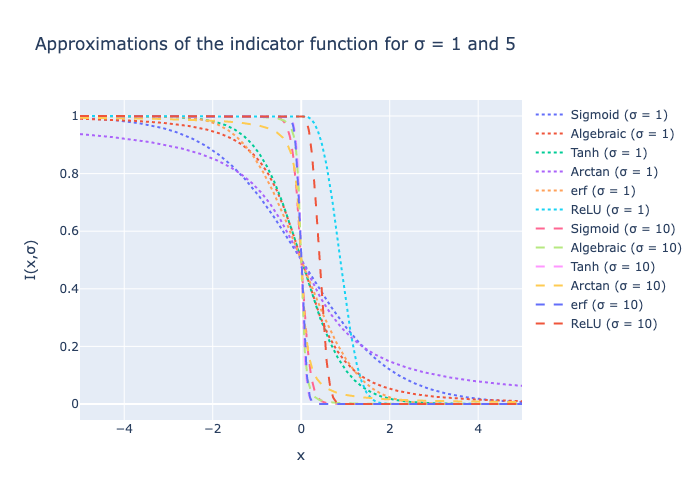 Approximations of the indicator function for σ = 1 and 5
I(x,σ)
1
0.8
0.6
0.4
0.2
0
−4
−2
0
2
4
x
Sigmoid (σ = 1)
Algebraic (σ = 1)
Tanh (σ = 1)
Arctan (σ = 1)
erf (σ = 1)
ReLU (σ = 1)
Sigmoid (σ = 10)
Algebraic (σ = 10)
Tanh (σ = 10)
Arctan (σ = 10)
erf (σ = 10)
ReLU (σ = 10)